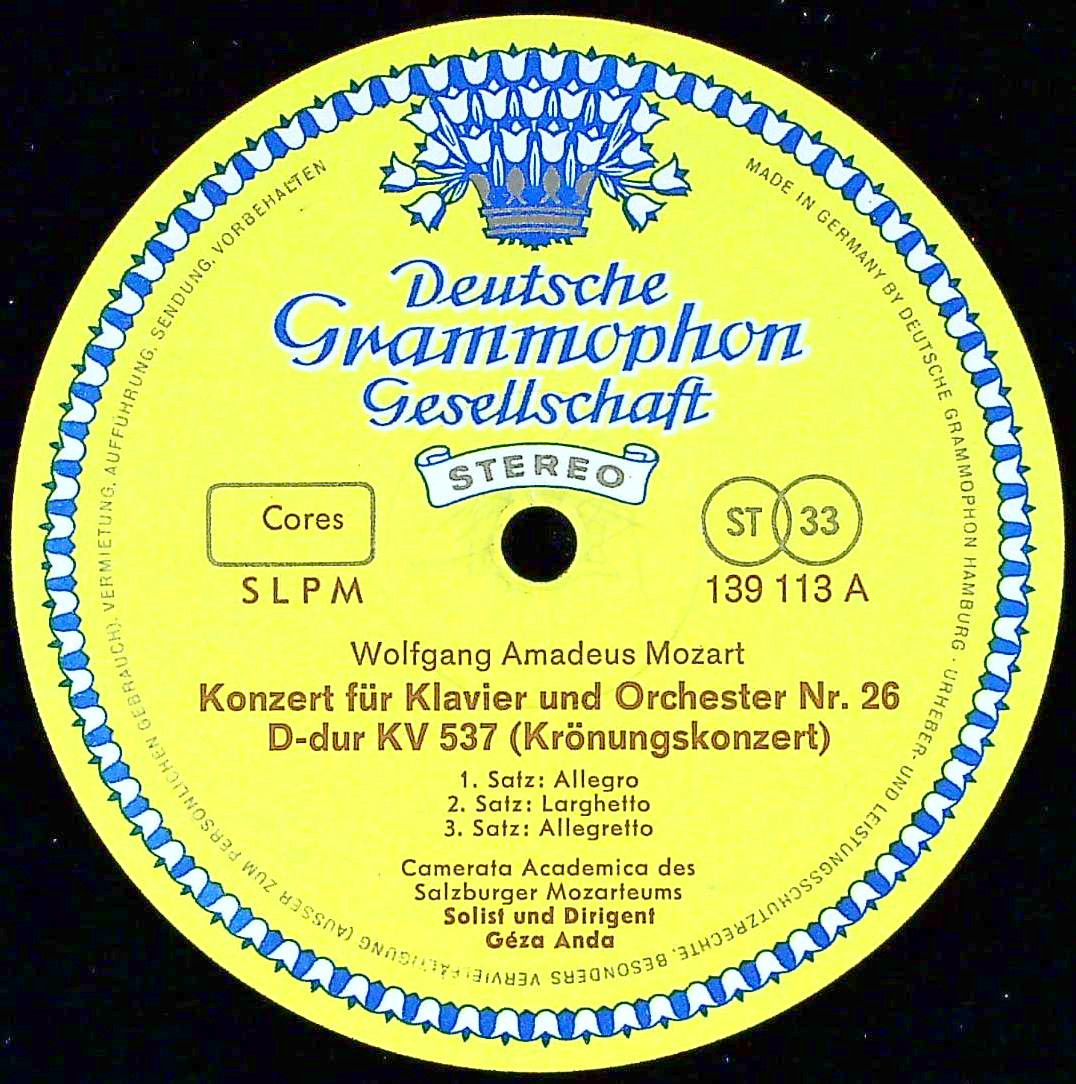 Deutsche
Grammophon
Gesellschaft
STEREO
Cores
SLPM
ST 33
139 113 A
Wolfgang Amadeus Mozart
Konzert für Klavier und Orchester Nr. 26
D-dur KV 537 (Krönungskonzert)
1. Satz: Allegro
2. Satz: Larghetto
3. Satz: Allegretto
Camerata Academica des
Salzburger Mozarteums
Solist und Dirigent
Géza Anda
MADE IN GERMANY BY DEUTSCHE GRAMMOPHON HAMBURG · URHEBER- UND LEISTUNGSSCHUTZRECHTE, BESONDERS VERVIELFÄLTIGUNG (AUSSER ZUM PERSÖNLICHEN GEBRAUCH), VERMIETUNG, AUFFÜHRUNG, SENDUNG, VORBEHALTEN